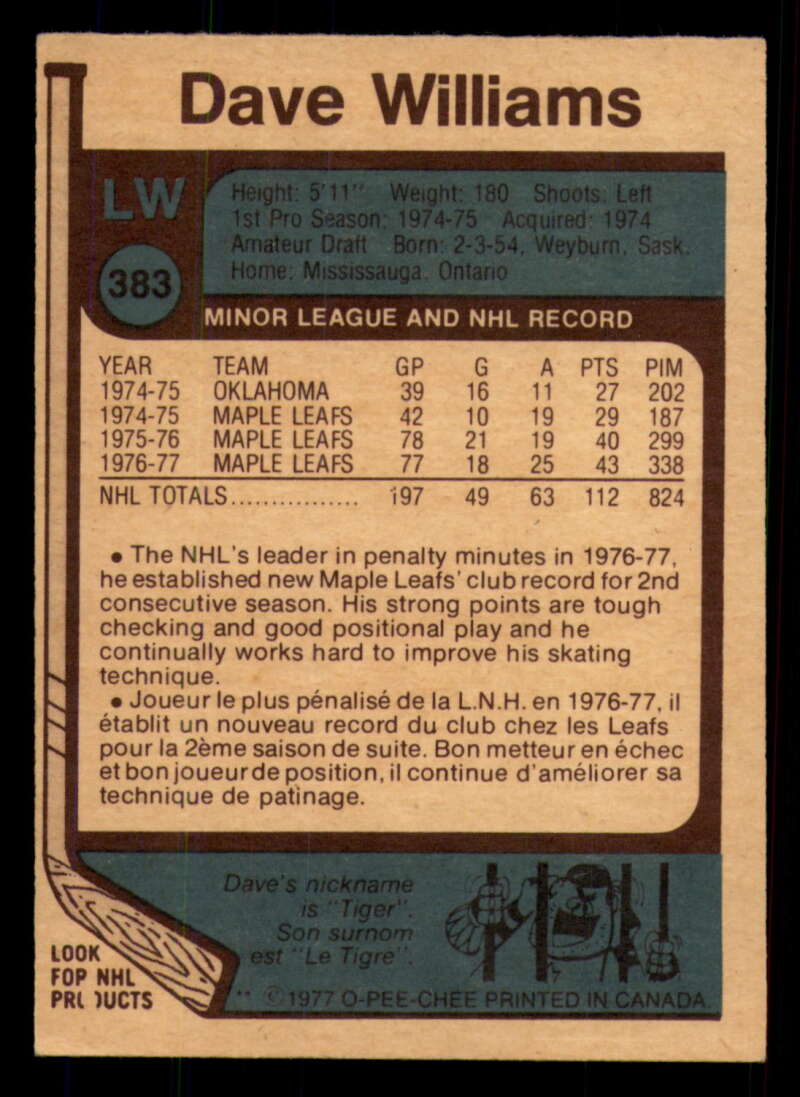 Dave Williams
LW
383
Height: 5'11" Weight: 180 Shoots: Left
1st Pro Season: 1974-75 Acquired: 1974
Amateur Draft Born: 2-3-54, Weyburn, Sask.
Home: Mississauga, Ontario
MINOR LEAGUE AND NHL RECORD
YEAR TEAM GP G A PTS PIM
1974-75 OKLAHOMA 39 16 11 27 202
1974-75 MAPLE LEAFS 42 10 19 29 187
1975-76 MAPLE LEAFS 78 21 19 40 299
1976-77 MAPLE LEAFS 77 18 25 43 338
NHL TOTALS................ 197 49 63 112 824
• The NHL's leader in penalty minutes in 1976-77,
he established new Maple Leafs' club record for 2nd
consecutive season. His strong points are tough
checking and good positional play and he
continually works hard to improve his skating
technique.
• Joueur le plus pénalisé de la L.N.H. en 1976-77, il
établit un nouveau record du club chez les Leafs
pour la 2ème saison de suite. Bon metteur en échec
et bon joueur de position, il continue d'améliorer sa
technique de patinage.
Dave's nickname
is "Tiger".
Son surnom
est "Le Tigre".
LOOK
FOP NHL
PRL )UCTS
** ©1977 O-PEE-CHEE PRINTED IN CANADA.